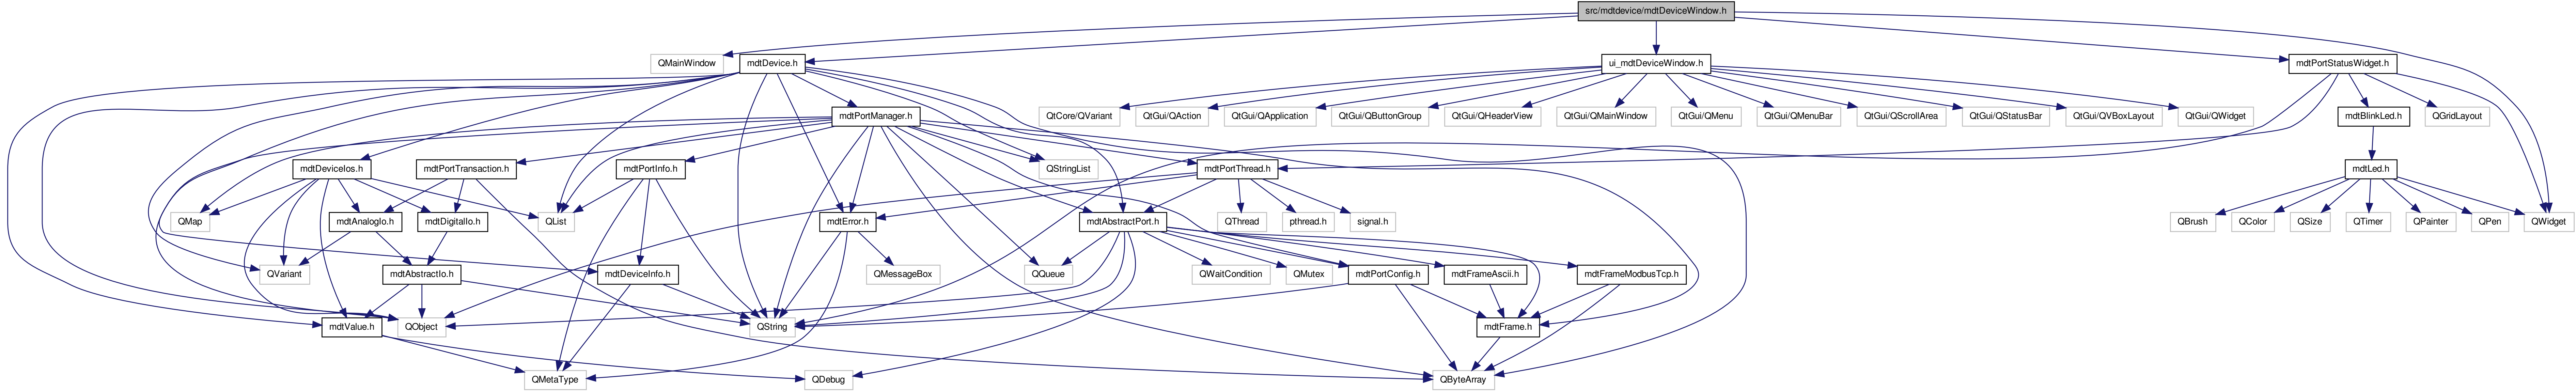 src/mdtdevice/mdtDeviceWindow.h
QMainWindow
mdtDevice.h
ui_mdtDeviceWindow.h
mdtPortStatusWidget.h
mdtPortManager.h
QtCore/QVariant
QtGui/QAction
QtGui/QApplication
QtGui/QButtonGroup
QtGui/QHeaderView
QtGui/QMainWindow
QtGui/QMenu
QtGui/QMenuBar
QtGui/QScrollArea
QtGui/QStatusBar
QtGui/QVBoxLayout
QtGui/QWidget
mdtBlinkLed.h
QGridLayout
mdtDeviceIos.h
mdtPortTransaction.h
mdtPortInfo.h
QStringList
mdtPortThread.h
mdtLed.h
QMap
mdtAnalogIo.h
mdtDigitalIo.h
QList
mdtError.h
mdtAbstractPort.h
QThread
pthread.h
signal.h
QBrush
QColor
QSize
QTimer
QPainter
QPen
QWidget
QVariant
mdtAbstractIo.h
mdtDeviceInfo.h
QMessageBox
QQueue
QWaitCondition
QMutex
mdtPortConfig.h
mdtFrameAscii.h
mdtFrameModbusTcp.h
mdtValue.h
QObject
QString
mdtFrame.h
QMetaType
QDebug
QByteArray